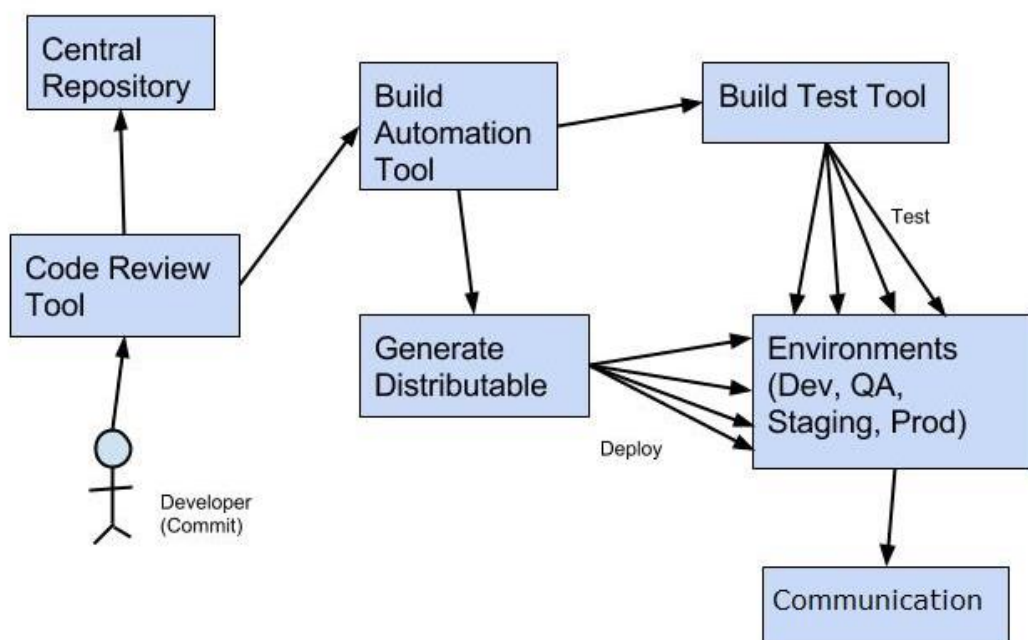 Central
Repository
Build
Automation
Tool
Build Test Tool
Test
Code Review
Tool
Generate
Distributable
Environments
(Dev, QA,
Staging, Prod)
Deploy
Developer
(Commit)
Communication